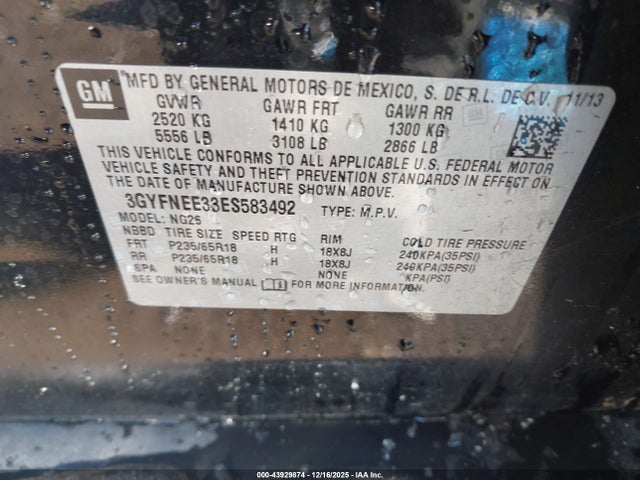 GM
MFD BY GENERAL MOTORS DE MEXICO, S. DE R.L. DE C.V. 11/13
GVWR GAWR FRT GAWR RR
2520 KG 1410 KG 1300 KG
5556 LB 3108 LB 2866 LB
THIS VEHICLE CONFORMS TO ALL APPLICABLE U.S. FEDERAL MOTOR
VEHICLE SAFETY AND THEFT PREVENTION STANDARDS IN EFFECT ON
THE DATE OF MANUFACTURE SHOWN ABOVE.
3GYFNEE33ES583492 TYPE: M.P.V.
MODEL: NG26
NBBD TIRE SIZE SPEED RTG RIM COLD TIRE PRESSURE
FRT P235/65R18 H 18X8J 240KPA(35PSI)
RR P235/65R18 H 18X8J 240KPA(35PSI)
SPA NONE NONE KPA(PSI)
SEE OWNER'S MANUAL FOR MORE INFORMATION.
000-43929874 | 12/16/2025 - Copyright © IAA Inc.